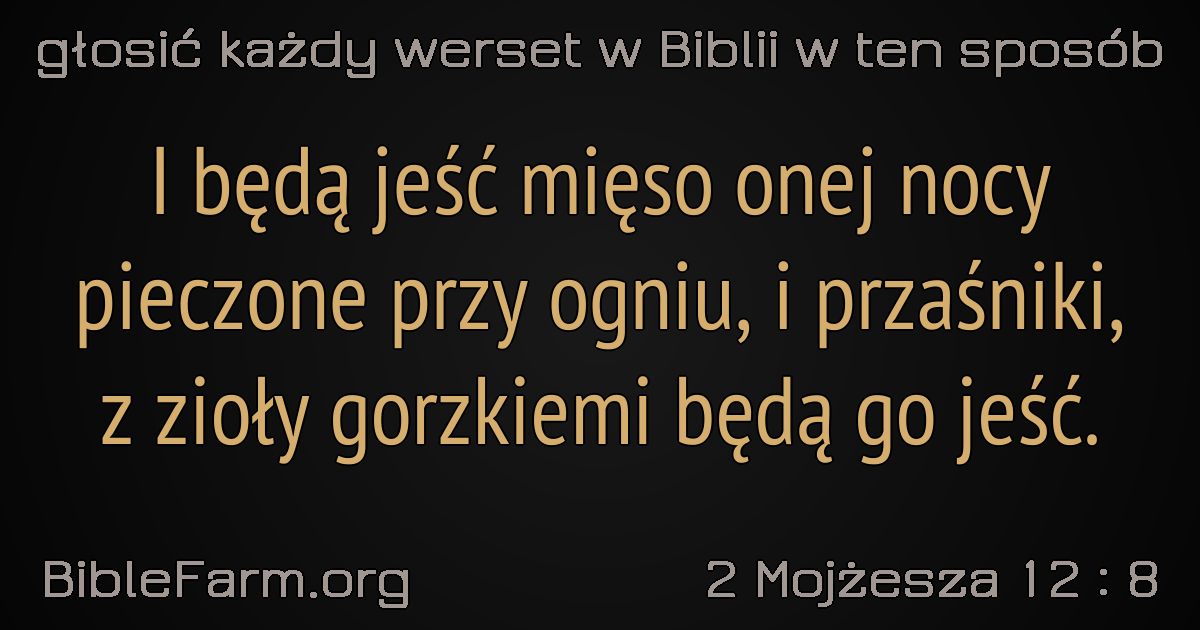 głosić każdy werset w Biblii w ten sposób
I będą jeść mięso onej nocy
pieczone przy ogniu, i przaśniki,
z zioły gorzkiemi będą go jeść.
BibleFarm.org
2 Mojżesza 12 : 8